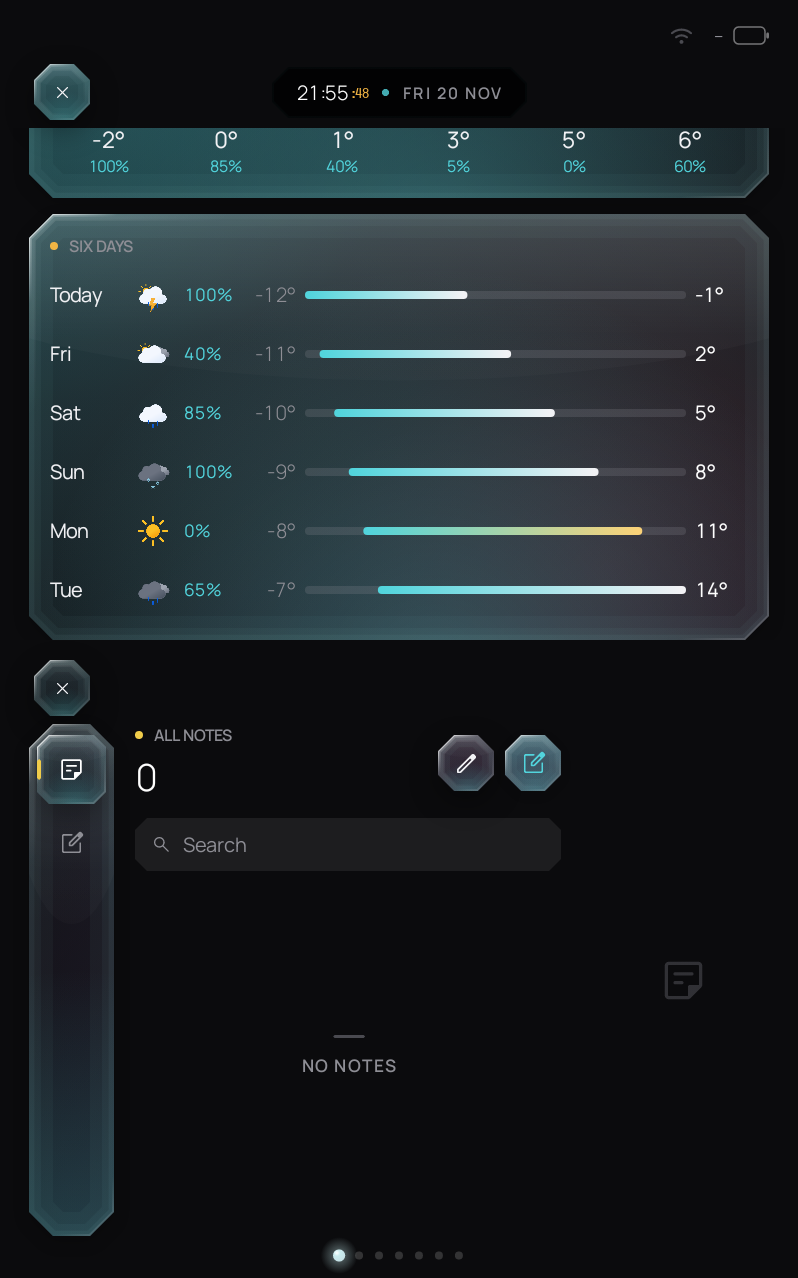 –
21:55:48 FRI 20 NOV
-2° 0° 1° 3° 5° 6°
100% 85% 40% 5% 0% 60%
SIX DAYS
Today 100% -12° -1°
Fri 40% -11° 2°
Sat 85% -10° 5°
Sun 100% -9° 8°
Mon 0% -8° 11°
Tue 65% -7° 14°
ALL NOTES
0
Search
NO NOTES